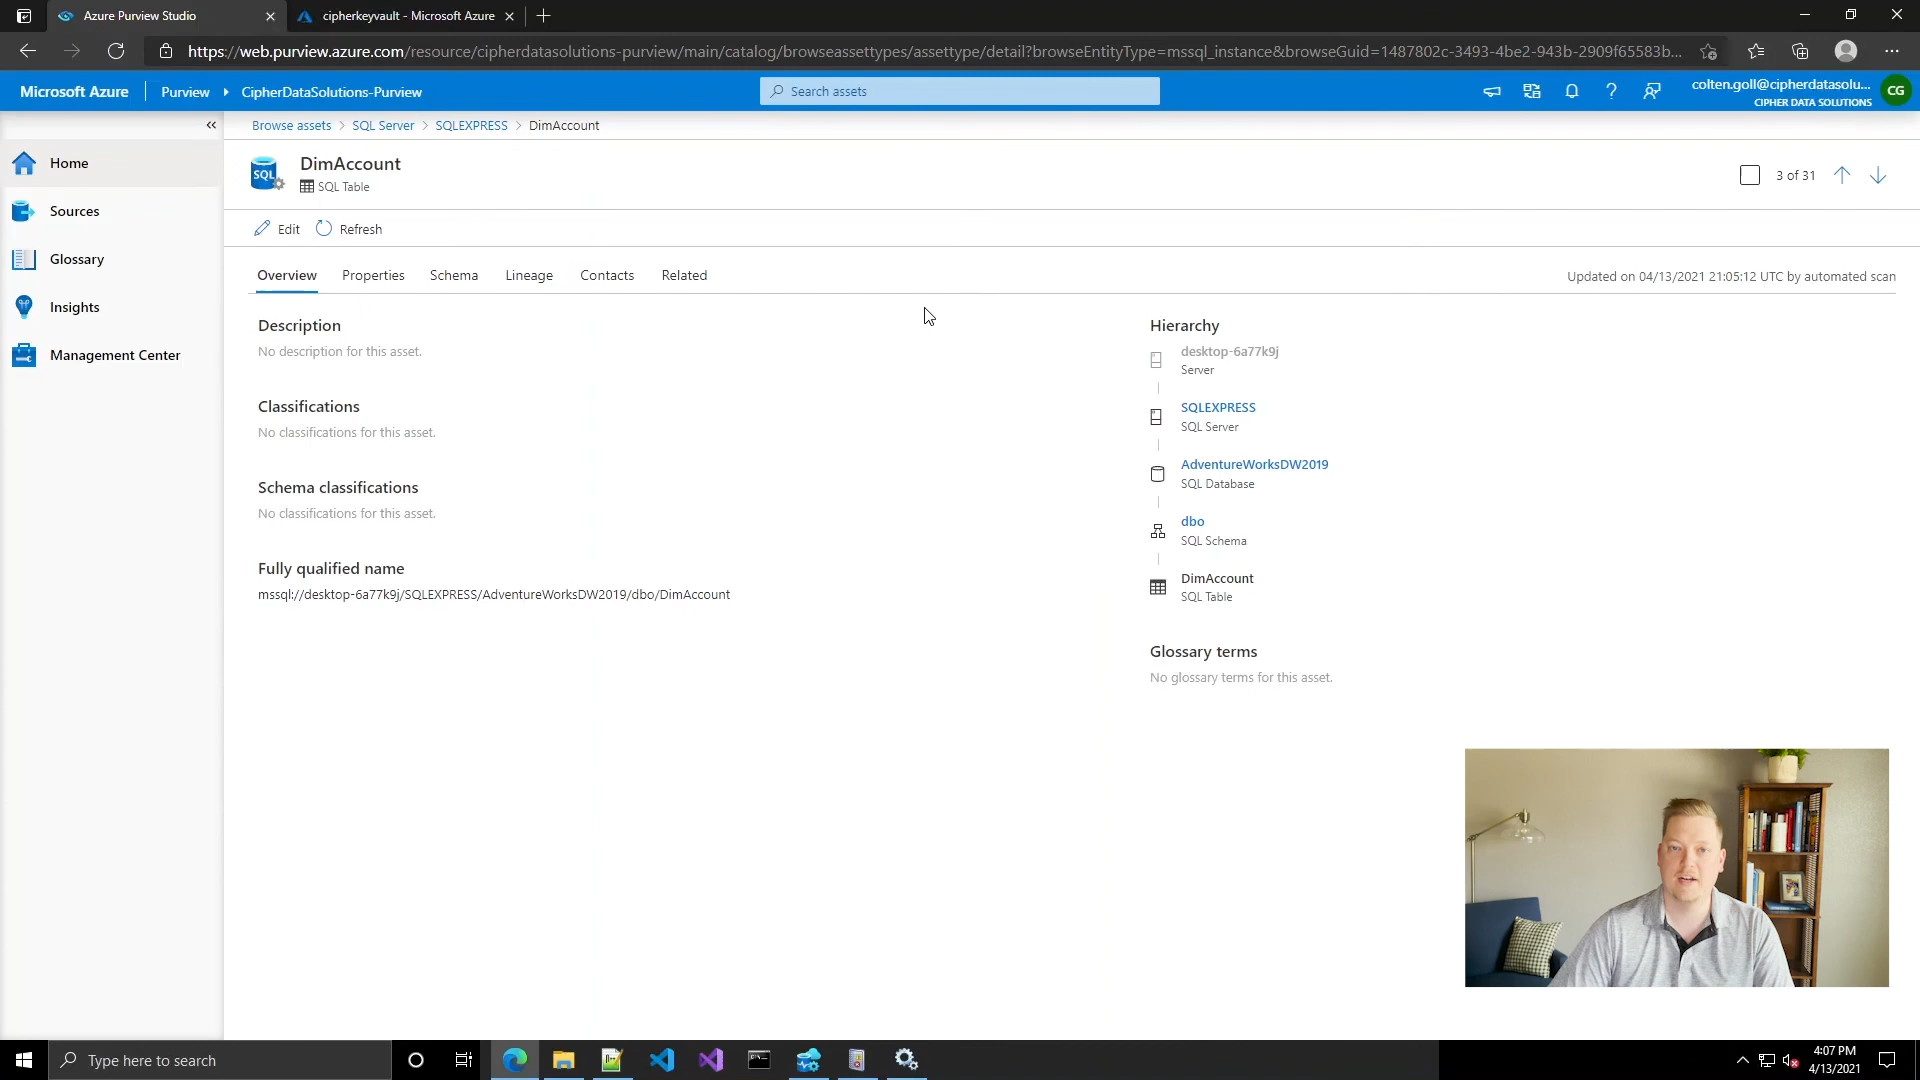 Azure Purview Studio
cipherkeyvault - Microsoft Azure
https://web.purview.azure.com/resource/cipherdatasolutions-purview/main/catalog/browseassettypes/assettype/detail?browseEntityType=mssql_instance&browseGuid=1487802c-3493-4be2-943b-2909f65583b...
Microsoft Azure
Purview
CipherDataSolutions-Purview
Search assets
colten.goll@cipherdatasolu...
CIPHER DATA SOLUTIONS
CG
Browse assets > SQL Server > SQLEXPRESS > DimAccount
Home
Sources
Glossary
Insights
Management Center
SQL
DimAccount
SQL Table
3 of 31
Edit
Refresh
Overview
Properties
Schema
Lineage
Contacts
Related
Updated on 04/13/2021 21:05:12 UTC by automated scan
Description
No description for this asset.
Classifications
No classifications for this asset.
Schema classifications
No classifications for this asset.
Fully qualified name
mssql://desktop-6a77k9j/SQLEXPRESS/AdventureWorksDW2019/dbo/DimAccount
Hierarchy
desktop-6a77k9j
Server
SQLEXPRESS
SQL Server
AdventureWorksDW2019
SQL Database
dbo
SQL Schema
DimAccount
SQL Table
Glossary terms
No glossary terms for this asset.
Type here to search
4:07 PM
4/13/2021